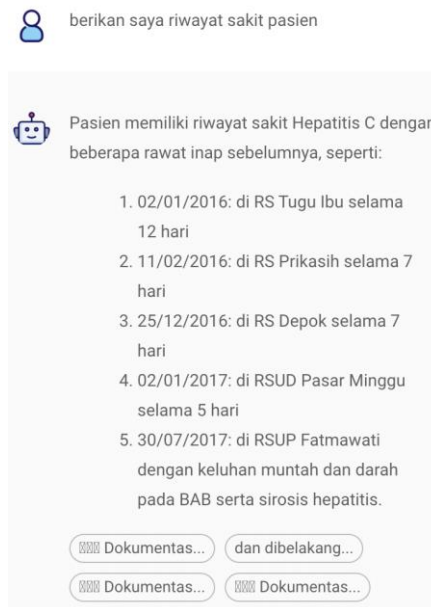 berikan saya riwayat sakit pasien
Pasien memiliki riwayat sakit Hepatitis C dengan
beberapa rawat inap sebelumnya, seperti:
1. 02/01/2016: di RS Tugu Ibu selama
12 hari
2. 11/02/2016: di RS Prikasih selama 7
hari
3. 25/12/2016: di RS Depok selama 7
hari
4. 02/01/2017: di RSUD Pasar Minggu
selama 5 hari
5. 30/07/2017: di RSUP Fatmawati
dengan keluhan muntah dan darah
pada BAB serta sirosis hepatitis.
Dokumentas... dan dibelakang...
Dokumentas... Dokumentas...